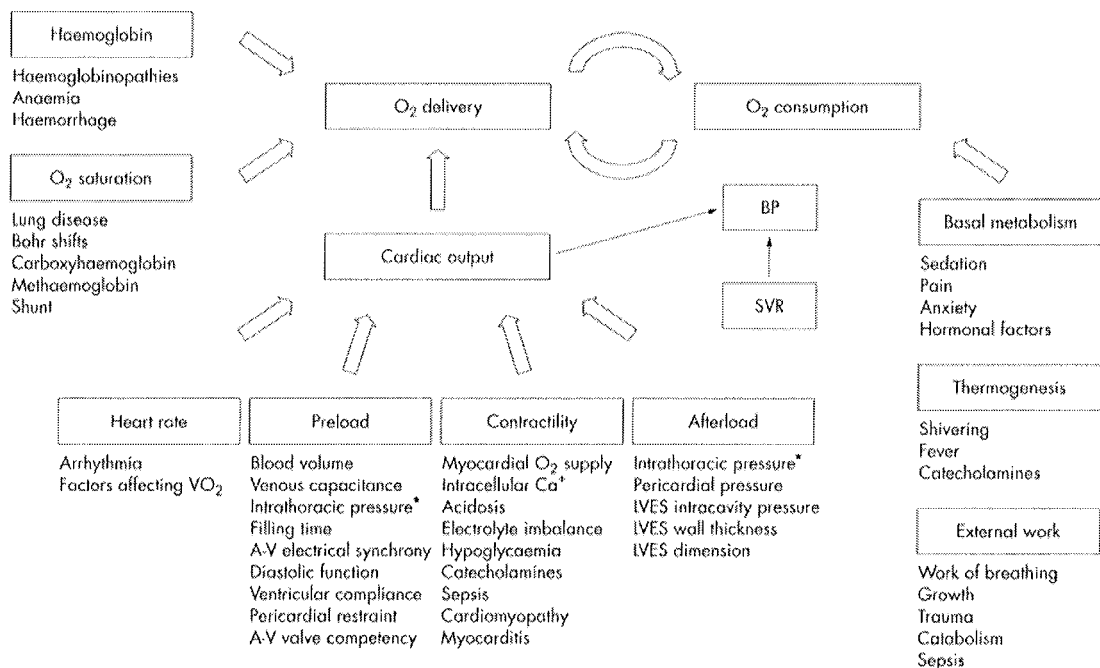 Haemoglobin
Haemoglobinopathies
Anaemia
Haemorrhage
O₂ delivery
O₂ consumption
O₂ saturation
Lung disease
Bohr shifts
Carboxyhaemoglobin
Methaemoglobin
Shunt
Cardiac output
BP
SVR
Basal metabolism
Sedation
Pain
Anxiety
Hormonal factors
Heart rate
Arrhythmia
Factors affecting VO₂
Preload
Blood volume
Venous capacitance
Intrathoracic pressure*
Filling time
A-V electrical synchrony
Diastolic function
Ventricular compliance
Pericardial restraint
A-V valve competency
Contractility
Myocardial O₂ supply
Intracellular Ca⁺
Acidosis
Electrolyte imbalance
Hypoglycaemia
Catecholamines
Sepsis
Cardiomyopathy
Myocarditis
Afterload
Intrathoracic pressure*
Pericardial pressure
LVES intracavity pressure
LVES wall thickness
LVES dimension
Thermogenesis
Shivering
Fever
Catecholamines
External work
Work of breathing
Growth
Trauma
Catabolism
Sepsis